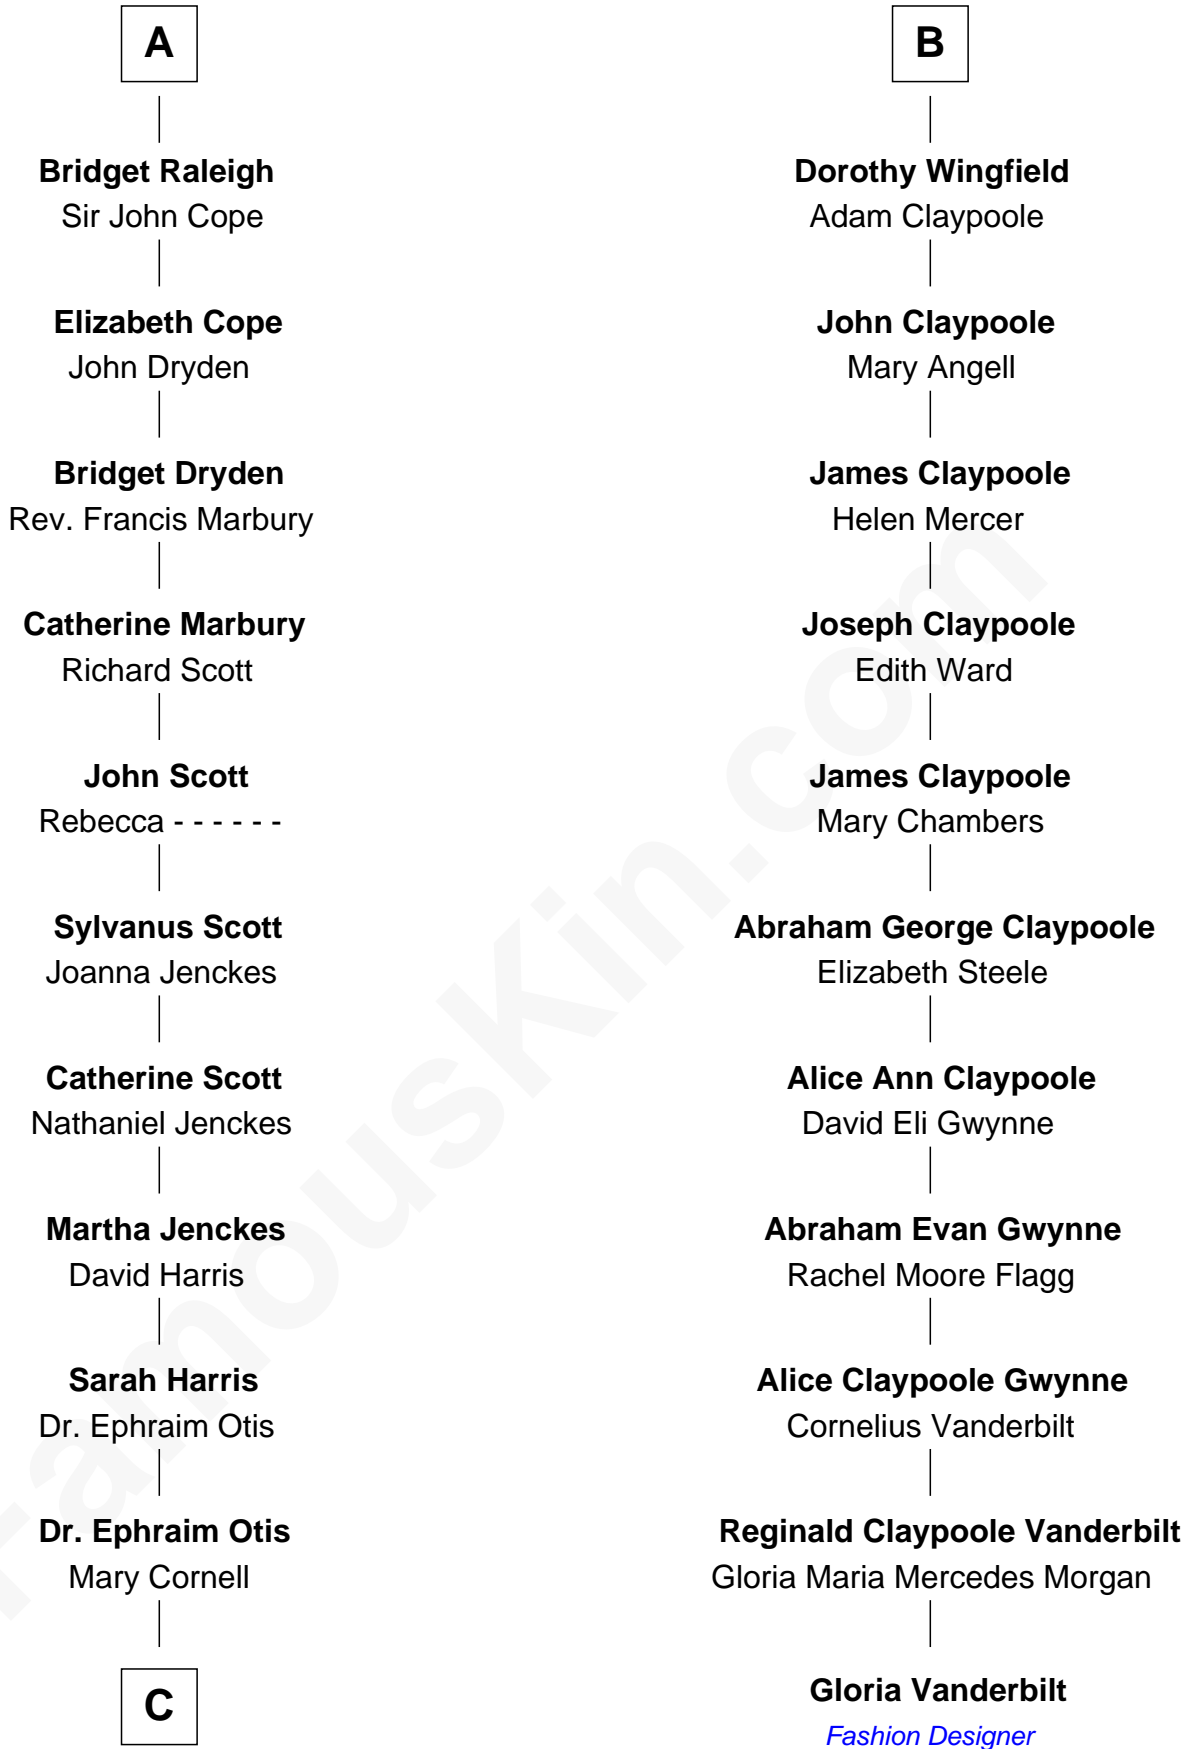 A
Bridget Raleigh
Sir John Cope
Elizabeth Cope
John Dryden
Bridget Dryden
Rev. Francis Marbury
Catherine Marbury
Richard Scott
John Scott
Rebecca - - - - - -
Sylvanus Scott
Joanna Jenckes
Catherine Scott
Nathaniel Jenckes
Martha Jenckes
David Harris
Sarah Harris
Dr. Ephraim Otis
Dr. Ephraim Otis
Mary Cornell
C
B
Dorothy Wingfield
Adam Claypoole
John Claypoole
Mary Angell
James Claypoole
Helen Mercer
Joseph Claypoole
Edith Ward
James Claypoole
Mary Chambers
Abraham George Claypoole
Elizabeth Steele
Alice Ann Claypoole
David Eli Gwynne
Abraham Evan Gwynne
Rachel Moore Flagg
Alice Claypoole Gwynne
Cornelius Vanderbilt
Reginald Claypoole Vanderbilt
Gloria Maria Mercedes Morgan
Gloria Vanderbilt
Fashion Designer
FamousKin.com